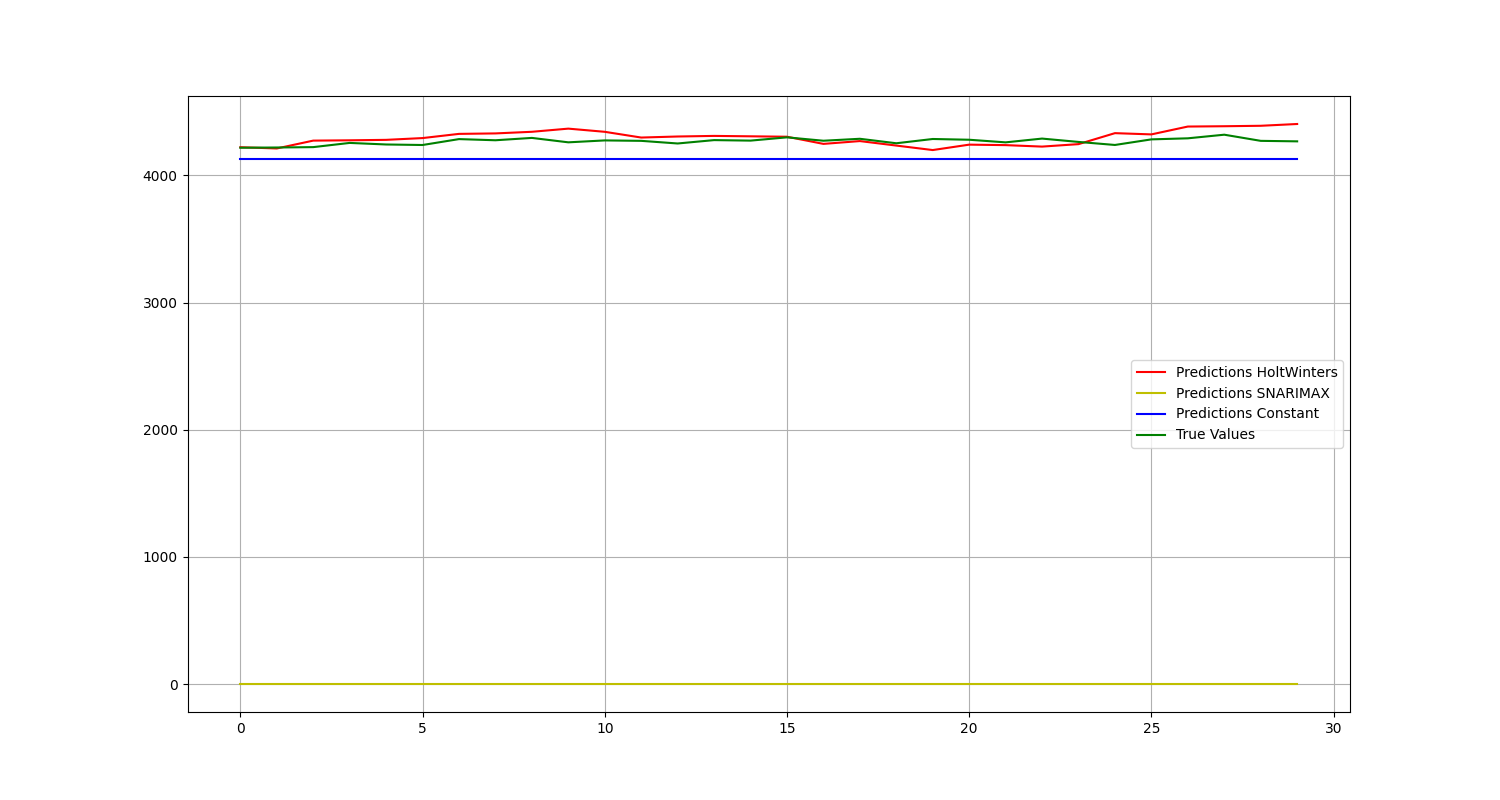 4000
3000
2000
1000
0
0 5 10 15 20 25 30
Predictions HoltWinters
Predictions SNARIMAX
Predictions Constant
True Values